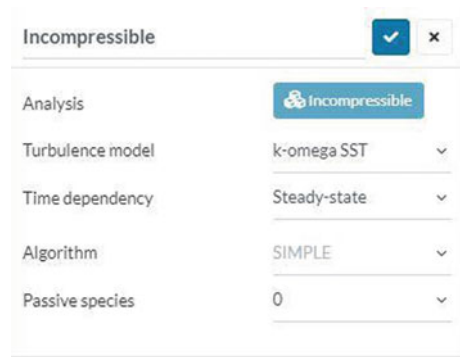 Incompressible
Analysis Incompressible
Turbulence model k-omega SST
Time dependency Steady-state
Algorithm SIMPLE
Passive species 0